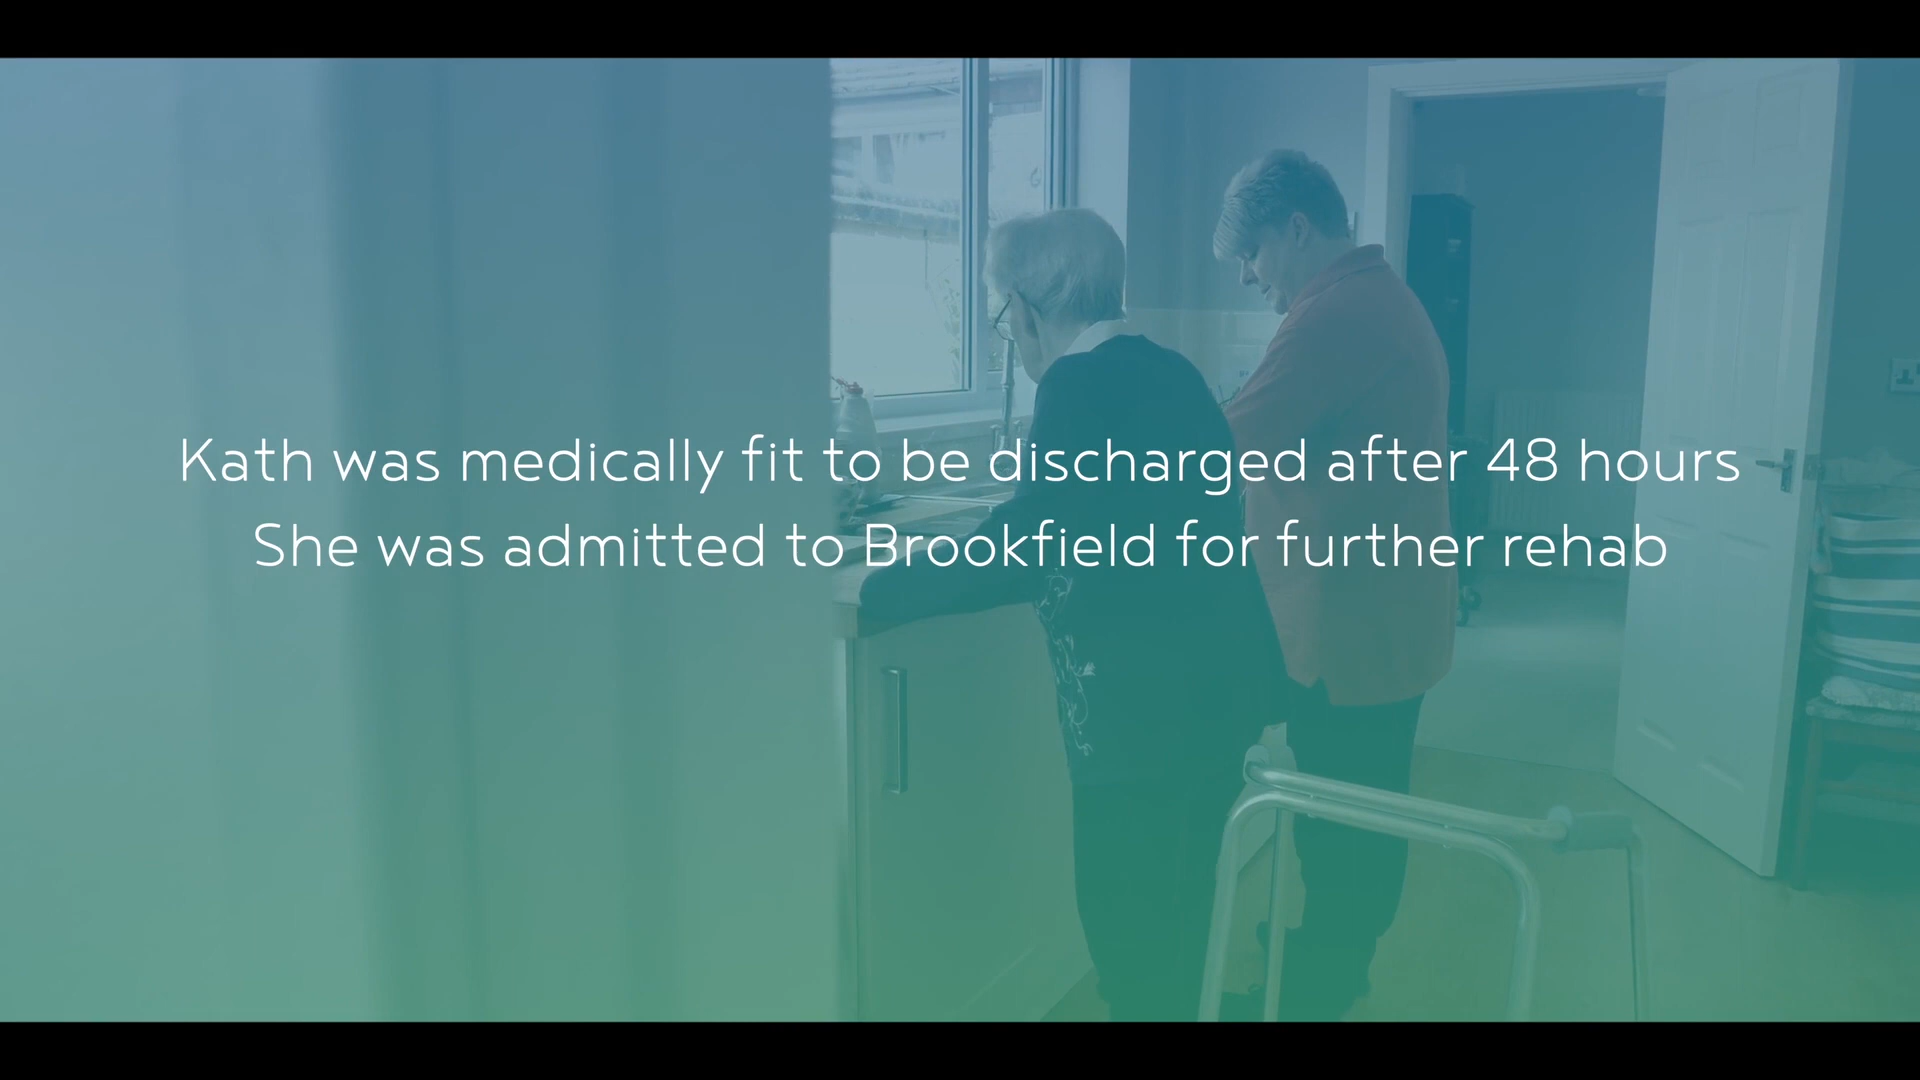 Kath was medically fit to be discharged after 48 hours
She was admitted to Brookfield for further rehab